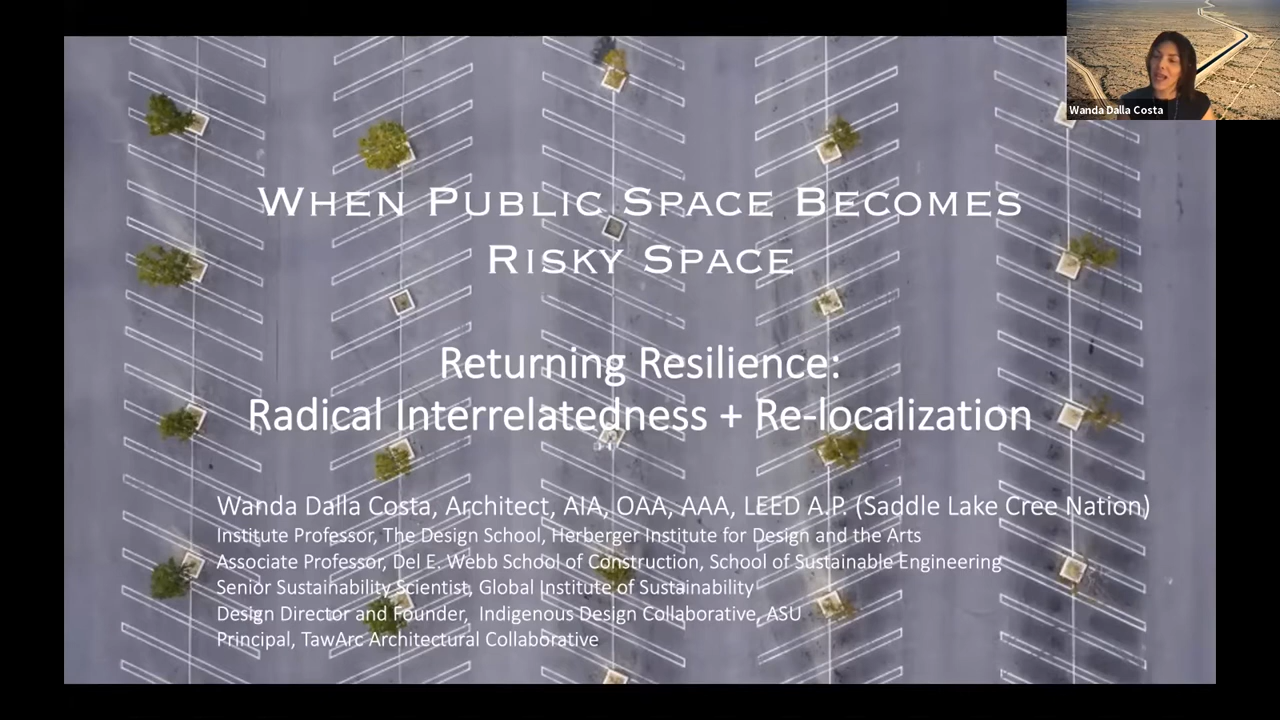 When Public Space Becomes
Risky Space
Returning Resilience:
Radical Interrelatedness + Re-localization
Wanda Dalla Costa, Architect, AIA, OAA, AAA, LEED A.P. (Saddle Lake Cree Nation)
Institute Professor, The Design School, Herberger Institute for Design and the Arts
Associate Professor, Del E. Webb School of Construction, School of Sustainable Engineering
Senior Sustainability Scientist, Global Institute of Sustainability
Design Director and Founder, Indigenous Design Collaborative, ASU
Principal, TawArc Architectural Collaborative
Wanda Dalla Costa